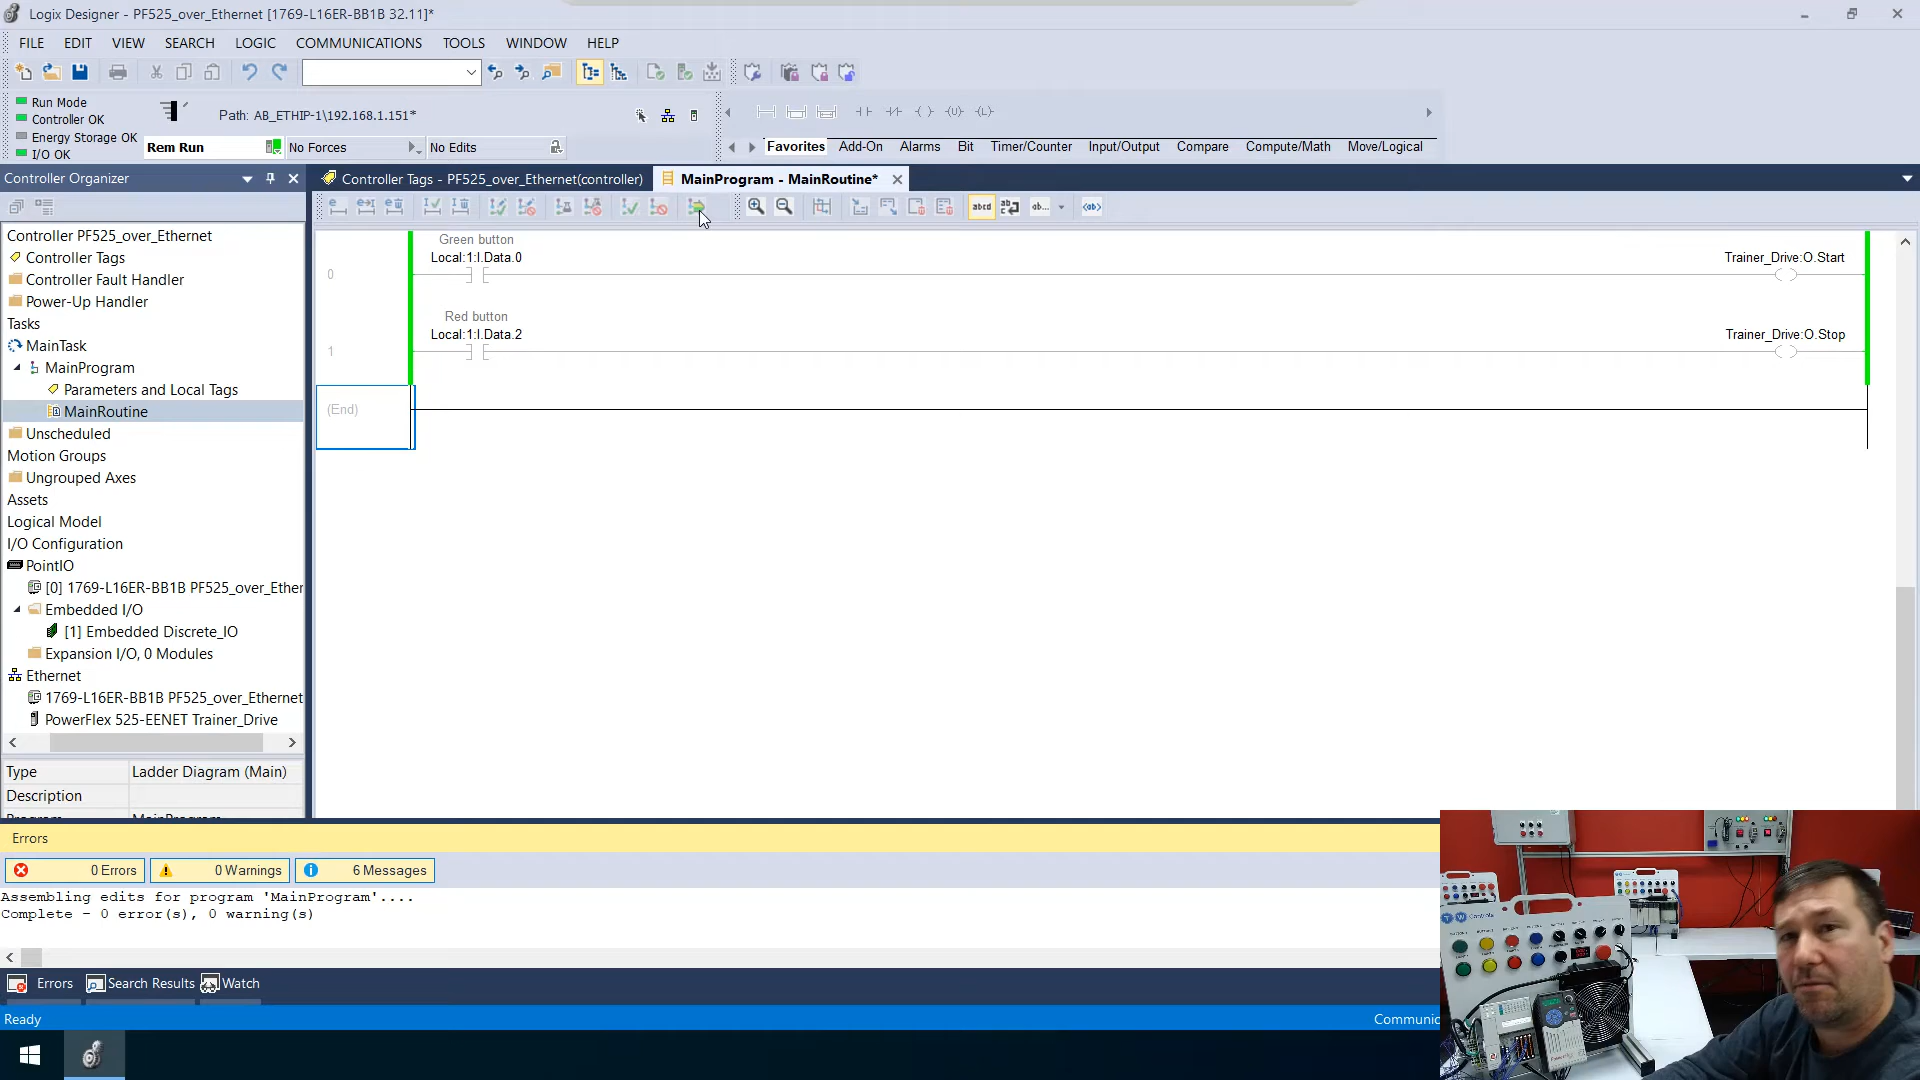 Logix Designer - PF525_over_Ethernet [1769-L16ER-BB1B 32.11]*
FILE EDIT VIEW SEARCH LOGIC COMMUNICATIONS TOOLS WINDOW HELP
Run Mode
Controller OK
Energy Storage OK
I/O OK
Path: AB_ETHIP-1\192.168.1.151*
Rem Run
No Forces
No Edits
Favorites Add-On Alarms Bit Timer/Counter Input/Output Compare Compute/Math Move/Logical
Controller Organizer
Controller Tags - PF525_over_Ethernet(controller)
MainProgram - MainRoutine*
abcd
ab...
Controller PF525_over_Ethernet
Controller Tags
Controller Fault Handler
Power-Up Handler
Tasks
MainTask
MainProgram
Parameters and Local Tags
MainRoutine
Unscheduled
Motion Groups
Ungrouped Axes
Assets
Logical Model
I/O Configuration
PointIO
[0] 1769-L16ER-BB1B PF525_over_Ether
Embedded I/O
[1] Embedded Discrete_IO
Expansion I/O, 0 Modules
Ethernet
1769-L16ER-BB1B PF525_over_Ethernet
PowerFlex 525-EENET Trainer_Drive
Type Ladder Diagram (Main)
Description
Green button
Local:1:I.Data.0
Trainer_Drive:O.Start
0
Red button
Local:1:I.Data.2
Trainer_Drive:O.Stop
1
(End)
Errors
0 Errors
0 Warnings
6 Messages
Assembling edits for program 'MainProgram'....
Complete - 0 error(s), 0 warning(s)
Errors Search Results Watch
Ready
Communic